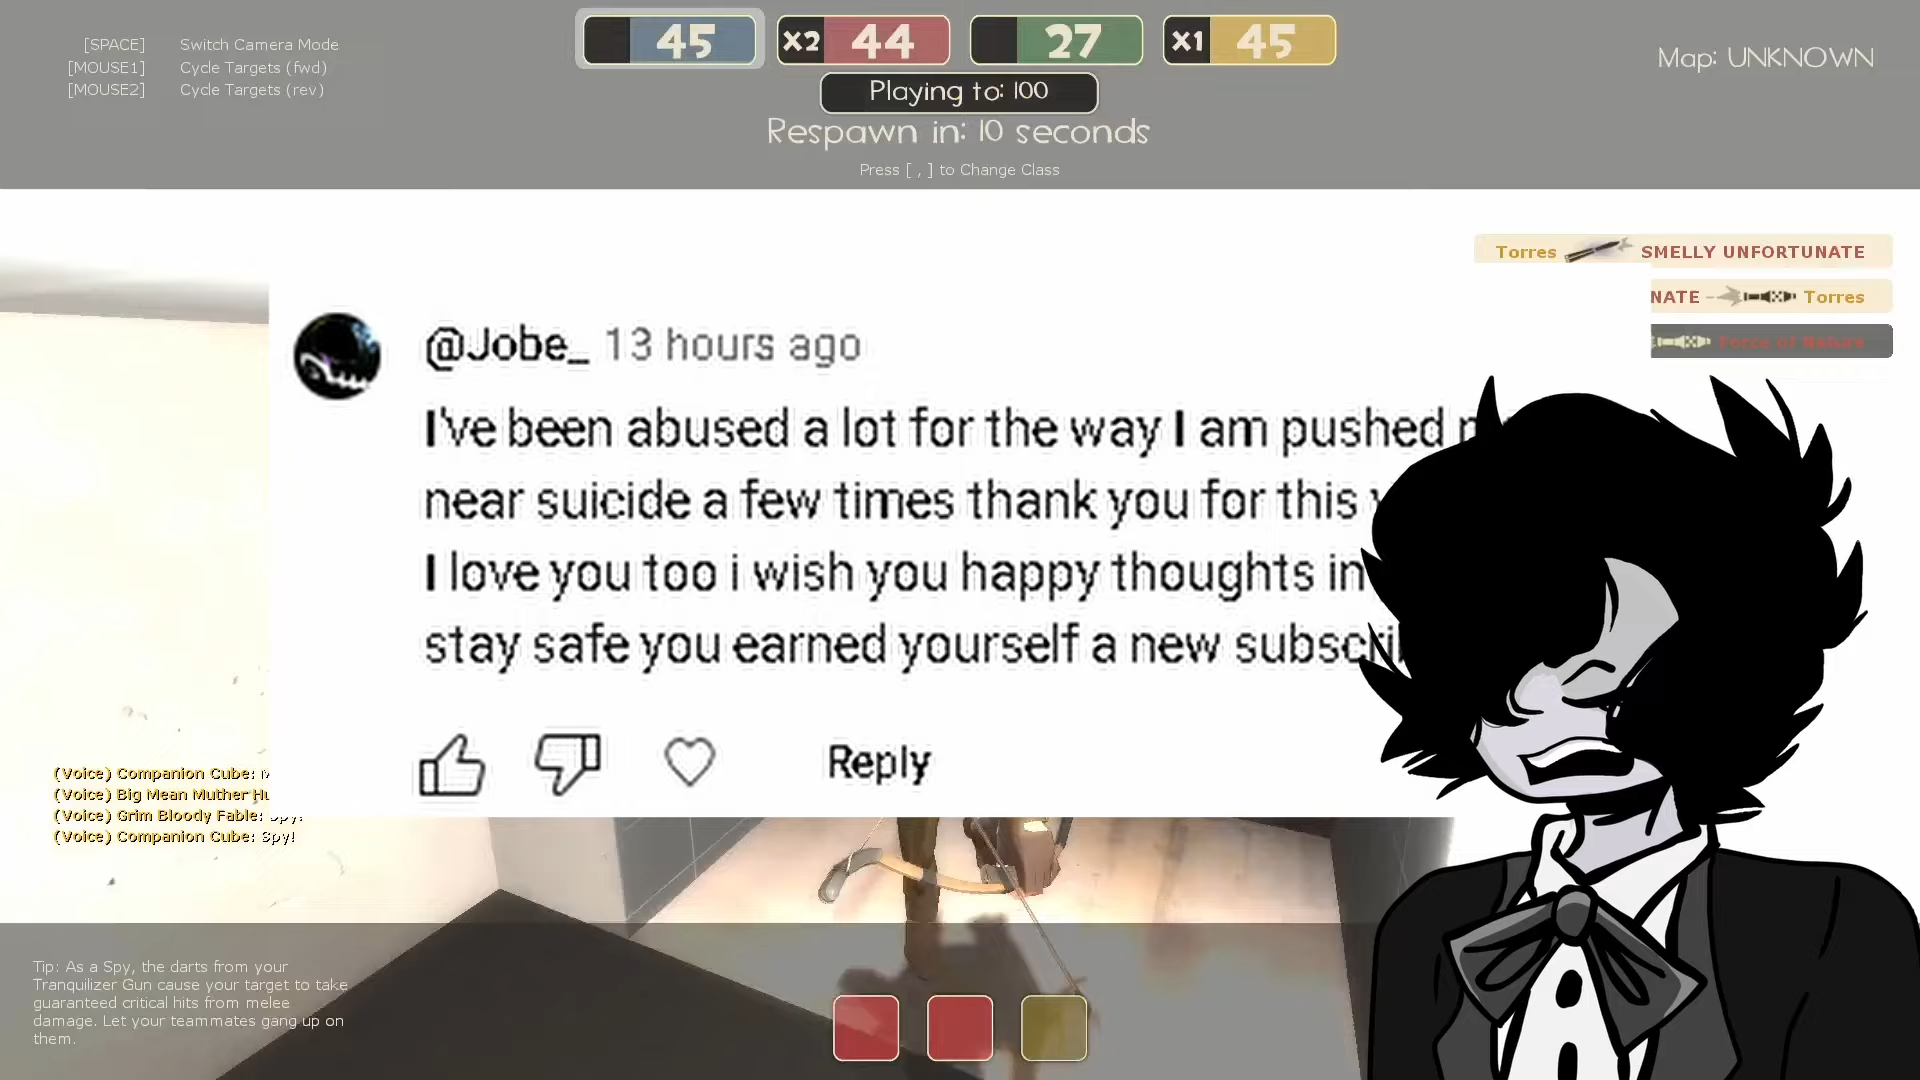 [SPACE] Switch Camera Mode
[MOUSE1] Cycle Targets (fwd)
[MOUSE2] Cycle Targets (rev)
45 X2 44 27 X1 45
Playing to: 100
Respawn in: 10 seconds
Press [ , ] to Change Class
Map: UNKNOWN
Torres SMELLY UNFORTUNATE
NATE Torres
Force of Nature
@Jobe_ 13 hours ago
I've been abused a lot for the way I am pushed
near suicide a few times thank you for this
I love you too i wish you happy thoughts in
stay safe you earned yourself a new
Reply
(Voice) Companion Cube:
(Voice) Big Mean Muther
(Voice) Grim Bloody Fable: Spy!
(Voice) Companion Cube: Spy!
Tip: As a Spy, the darts from your
Tranquilizer Gun cause your target to take
guaranteed critical hits from melee
damage. Let your teammates gang up on
them.